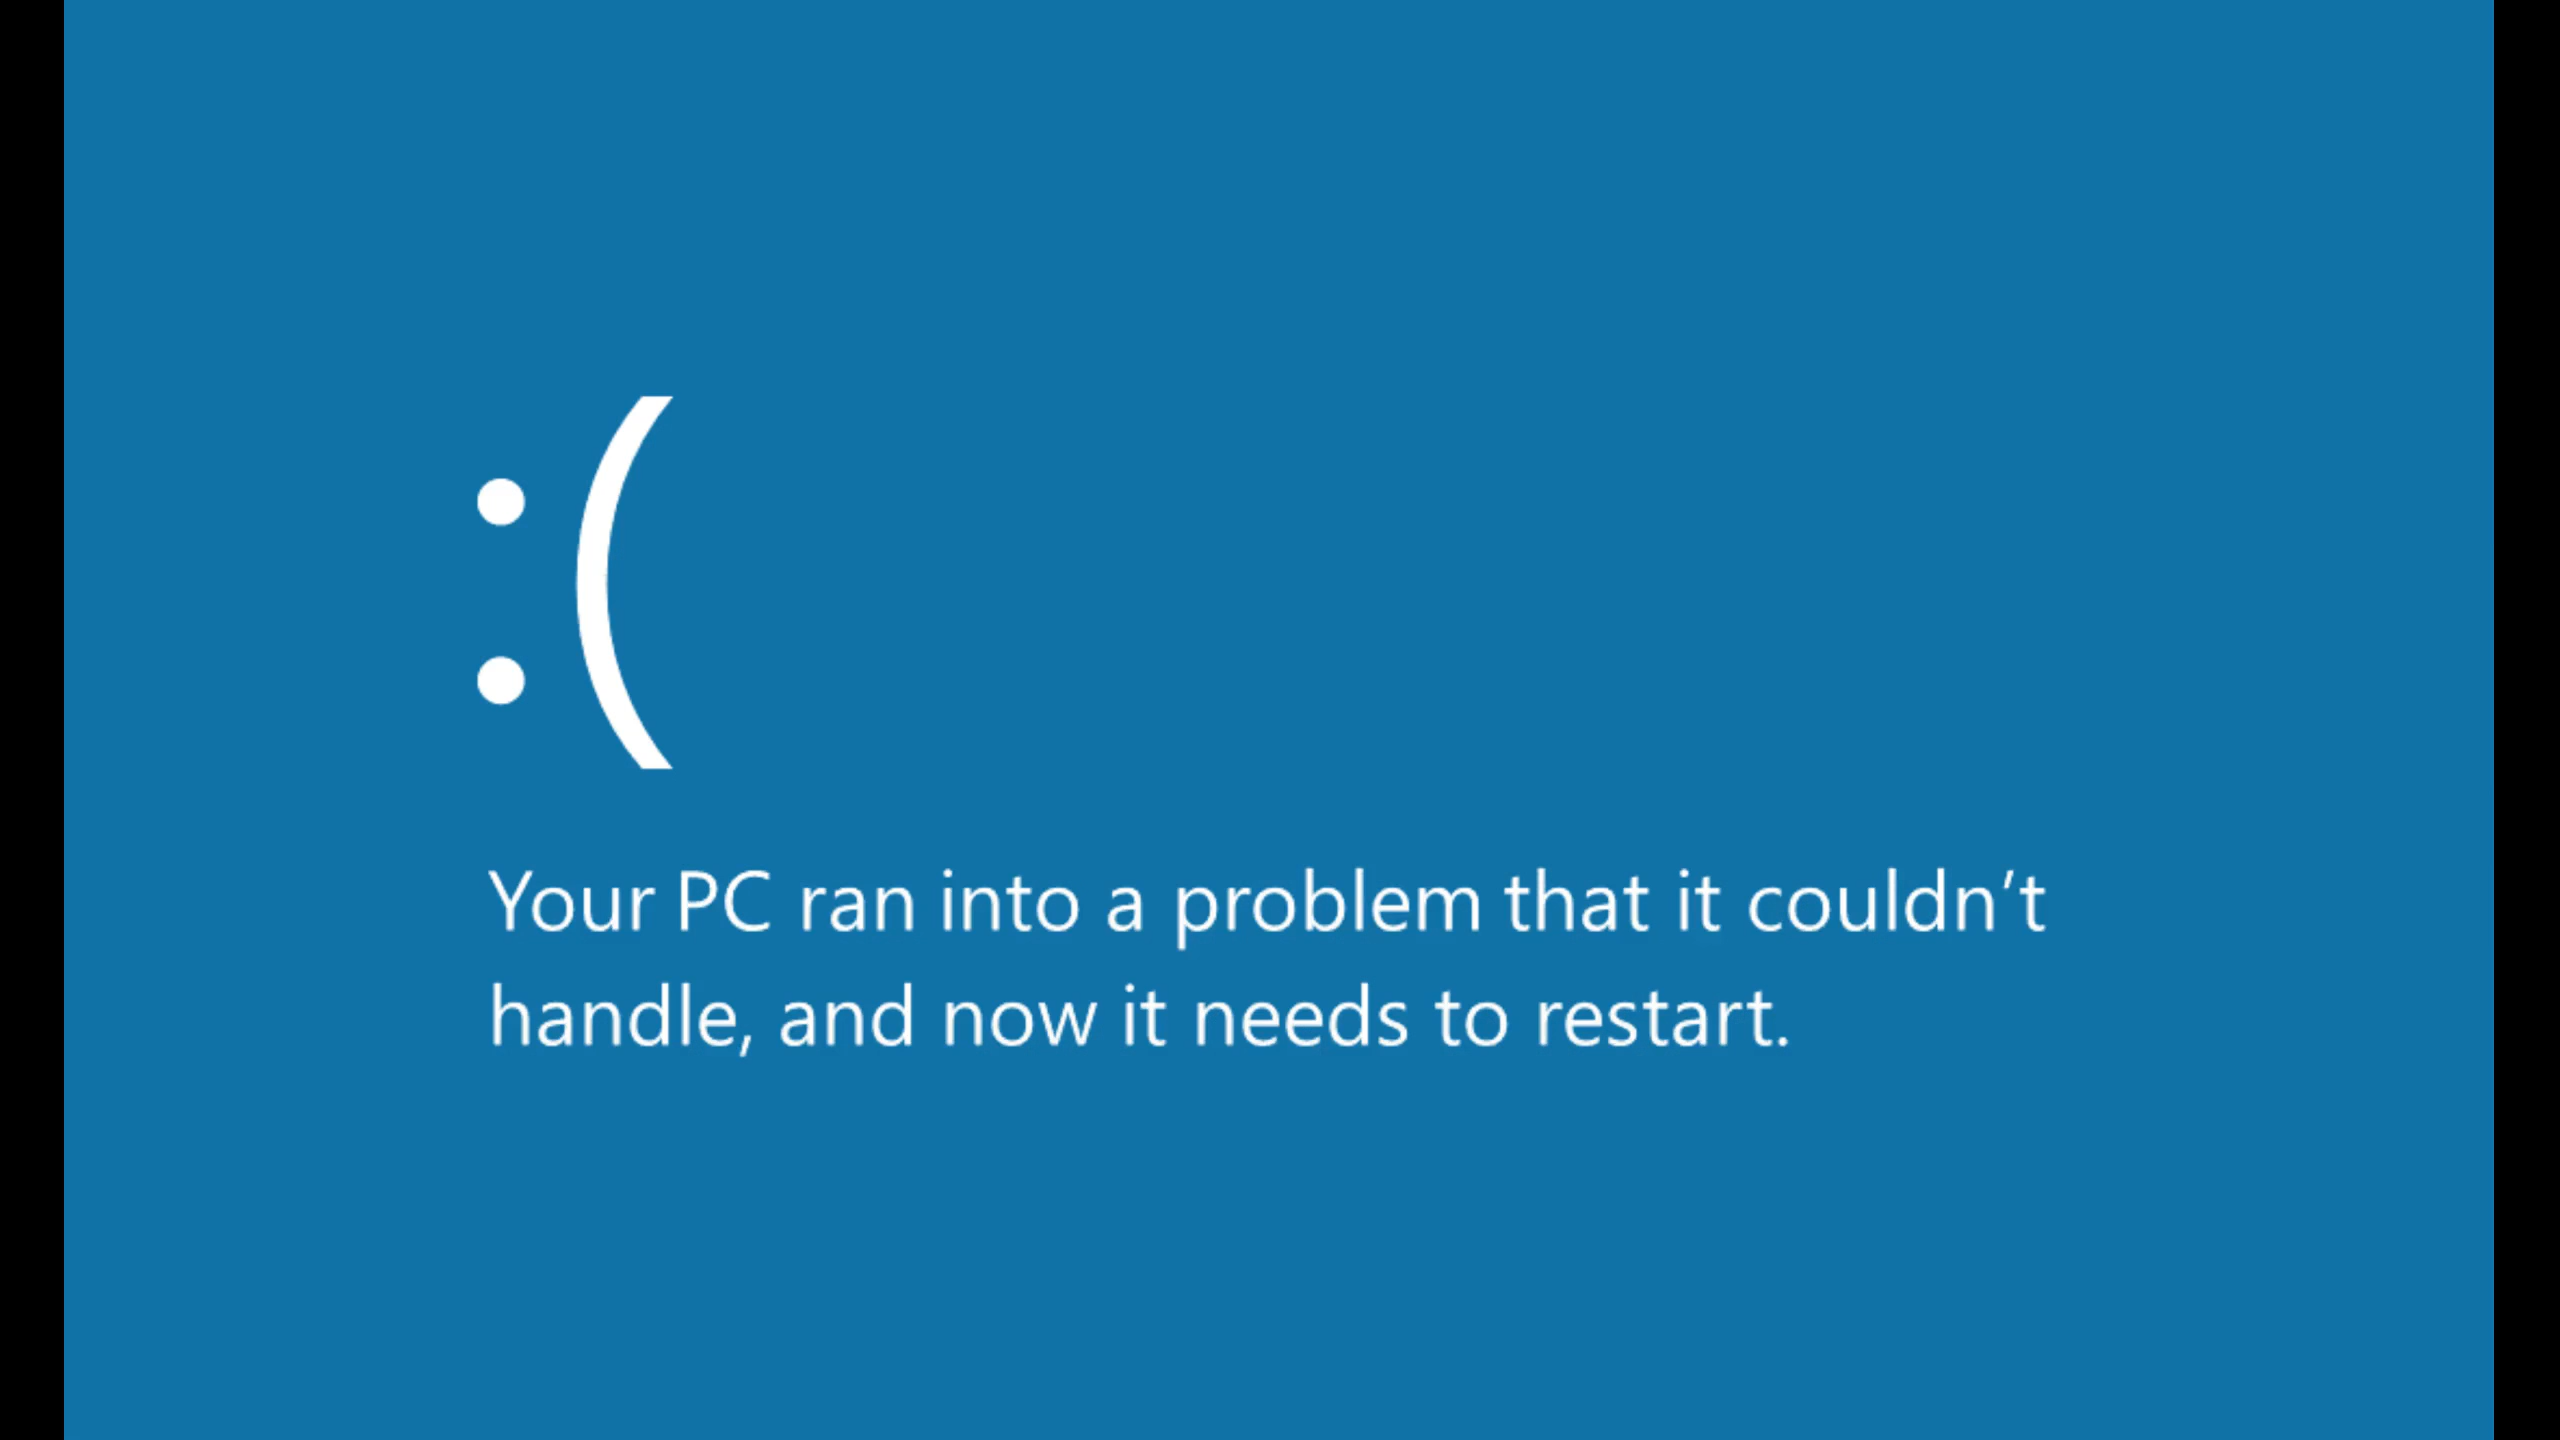 :(
Your PC ran into a problem that it couldn’t
handle, and now it needs to restart.